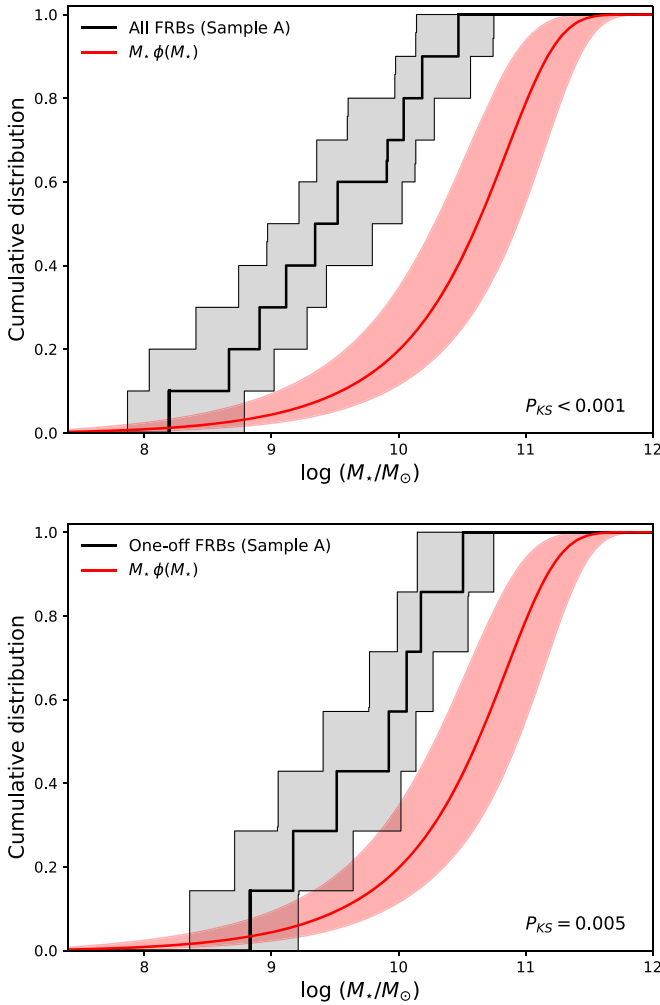 1.0
0.8
0.6
0.4
0.2
0.0
Cumulative distribution
All FRBs (Sample A)
M⋆ ϕ(M⋆)
P_KS < 0.001
8 9 10 11 12
log (M⋆/M⊙)
1.0
0.8
0.6
0.4
0.2
0.0
Cumulative distribution
One-off FRBs (Sample A)
M⋆ ϕ(M⋆)
P_KS = 0.005
8 9 10 11 12
log (M⋆/M⊙)